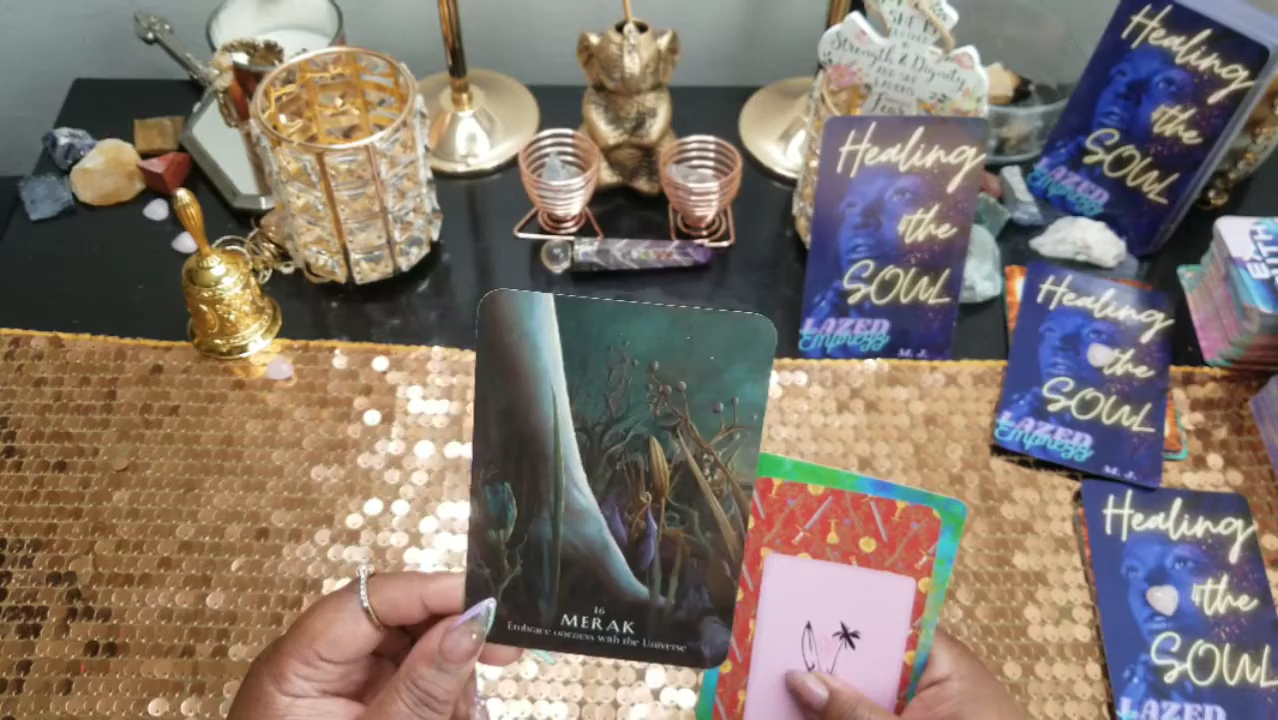 Strength & Dignity
Healing
the
SOUL
LAZED
Empress
Healing
the
SOUL
LAZED
Empress
M. J.
Healing
the
SOUL
LAZED
Empress
M. J.
Healing
the
SOUL
LAZED
16
MERAK
Embrace oneness with the Universe